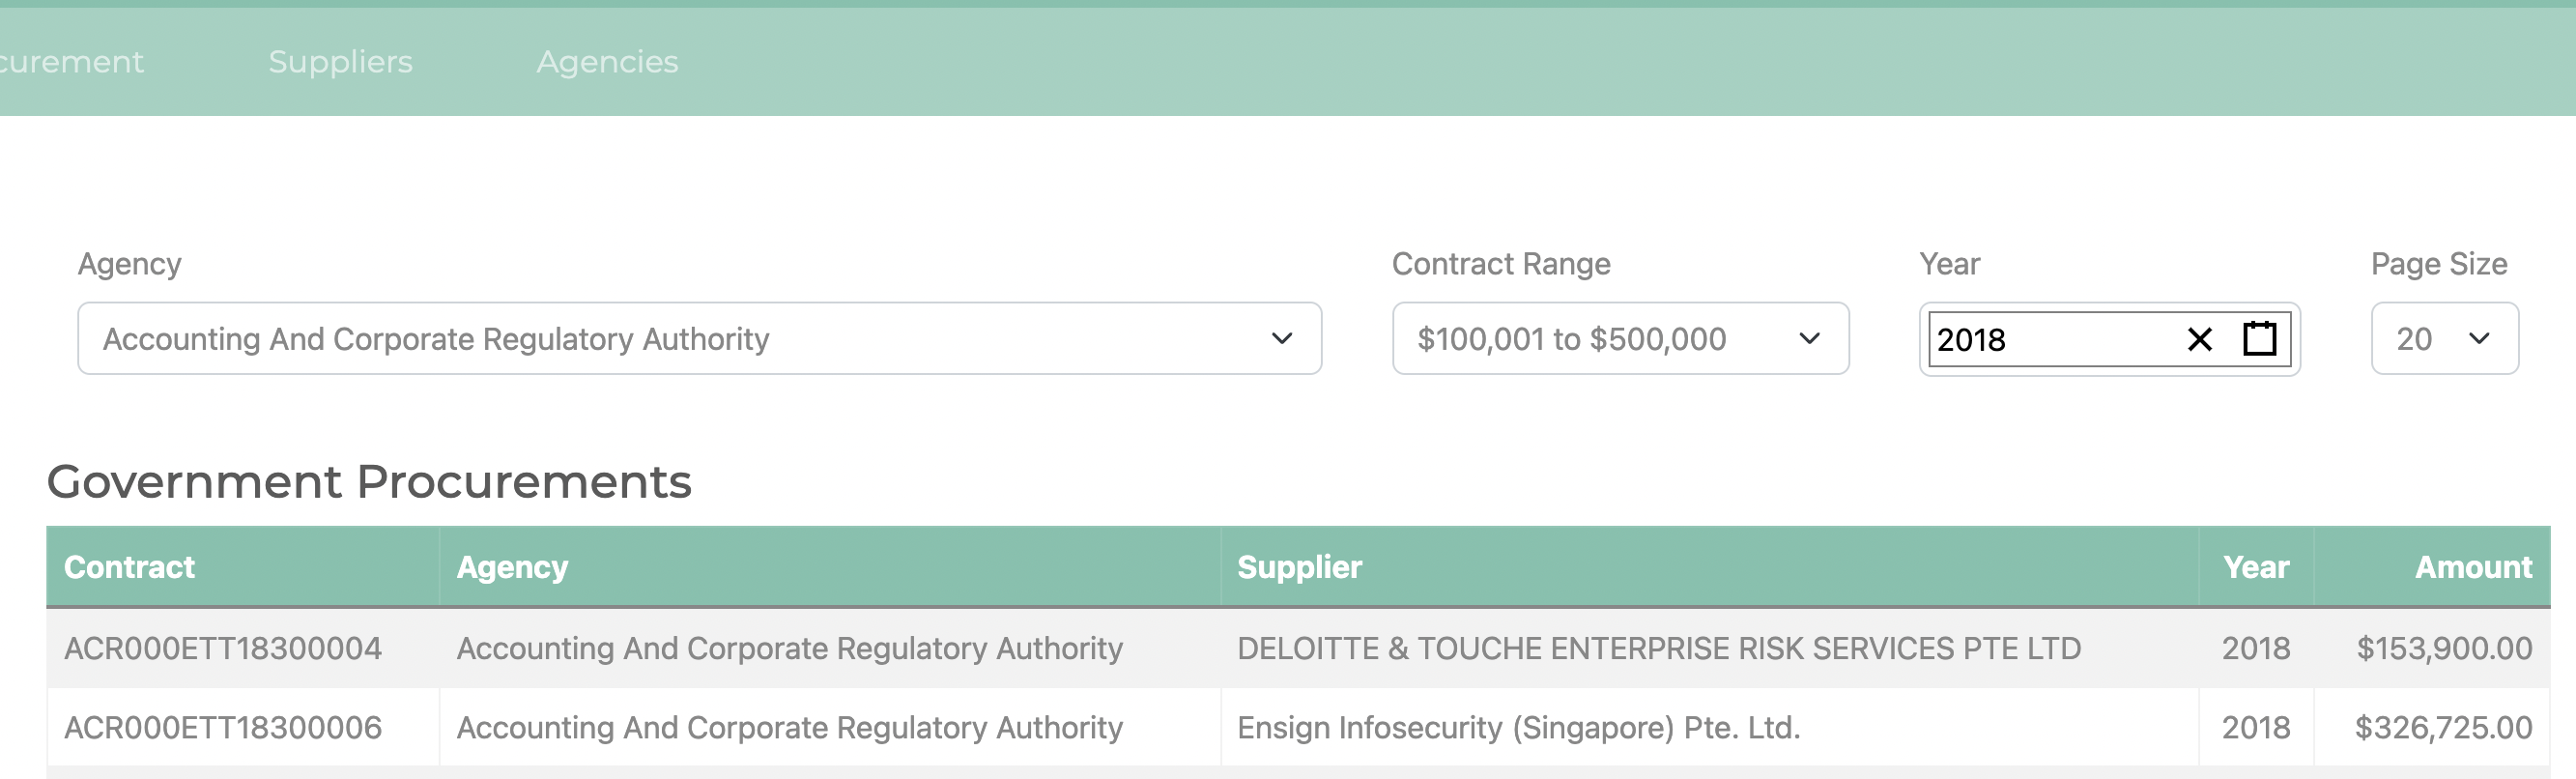 curement Suppliers Agencies
Agency Contract Range Year Page Size
Accounting And Corporate Regulatory Authority $100,001 to $500,000 2018 20
Government Procurements
Contract Agency Supplier Year Amount
ACR000ETT18300004 Accounting And Corporate Regulatory Authority DELOITTE & TOUCHE ENTERPRISE RISK SERVICES PTE LTD 2018 $153,900.00
ACR000ETT18300006 Accounting And Corporate Regulatory Authority Ensign Infosecurity (Singapore) Pte. Ltd. 2018 $326,725.00